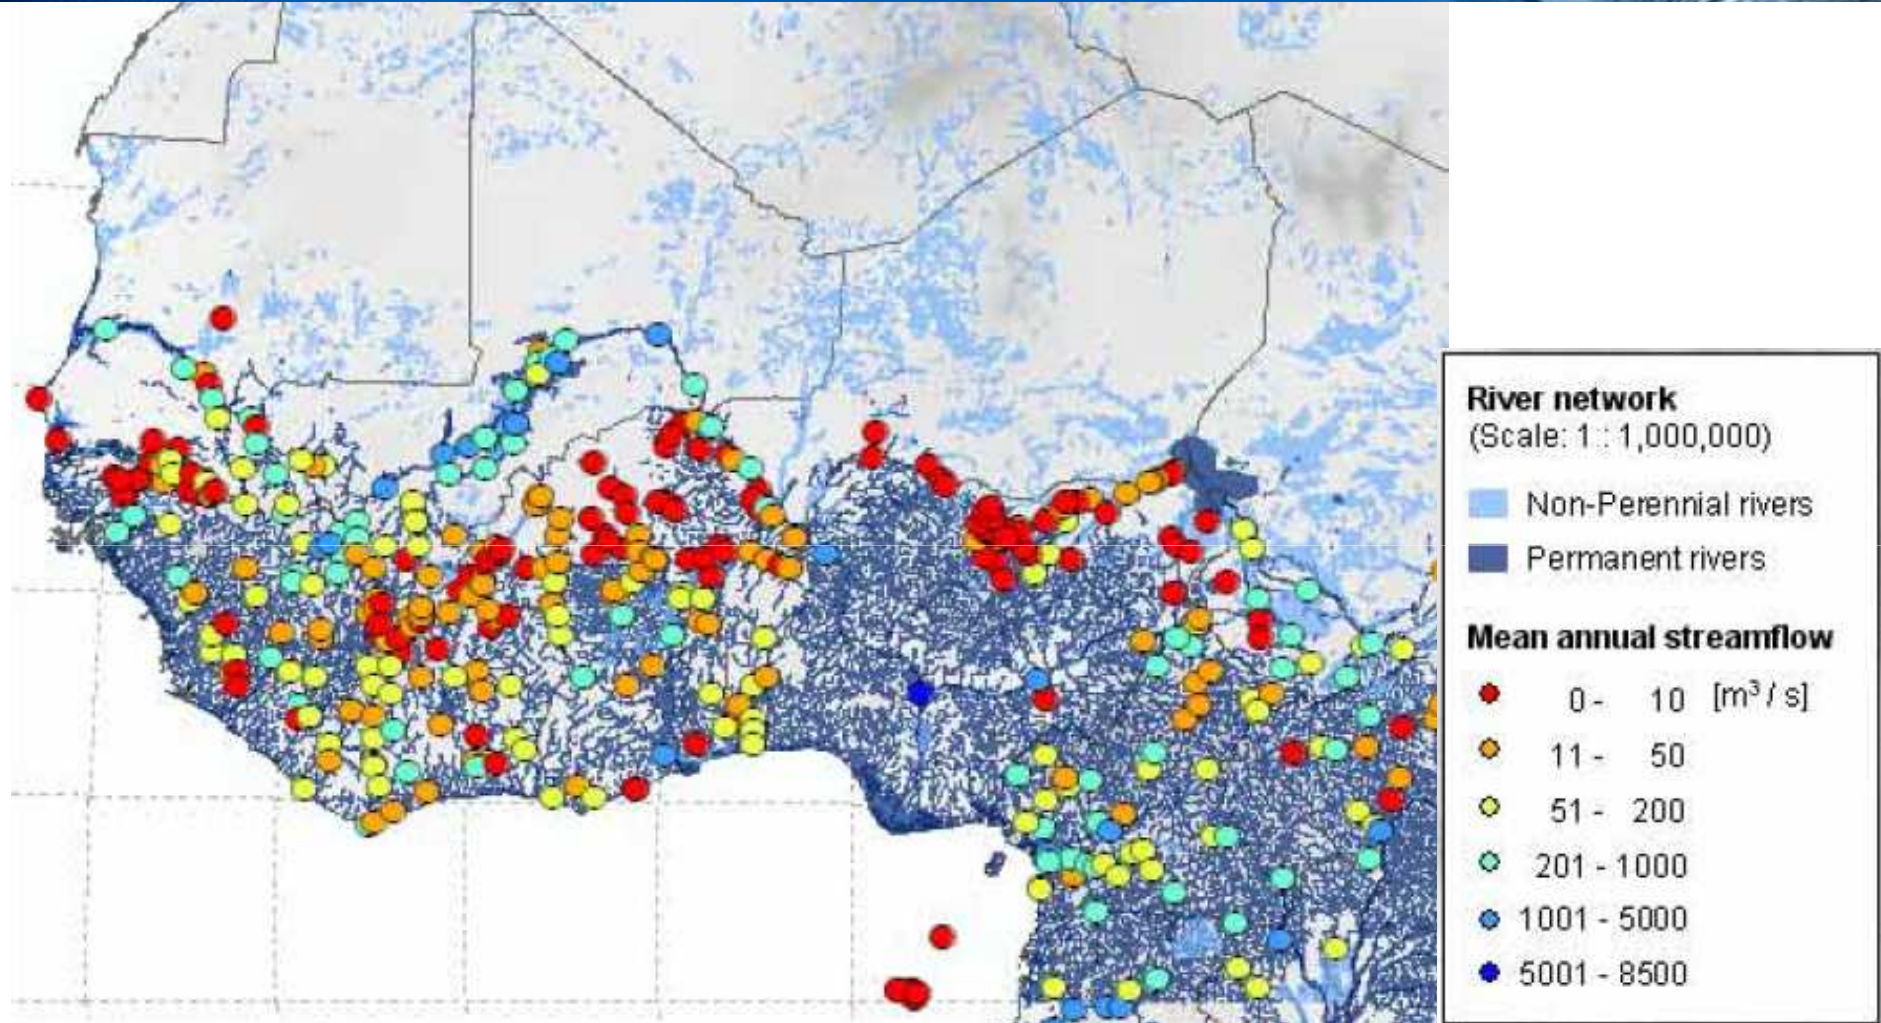 River network
(Scale: 1 : 1,000,000)
Non-Perennial rivers
Permanent rivers
Mean annual streamflow
0 - 10 [m³ / s]
11 - 50
51 - 200
201 - 1000
1001 - 5000
5001 - 8500